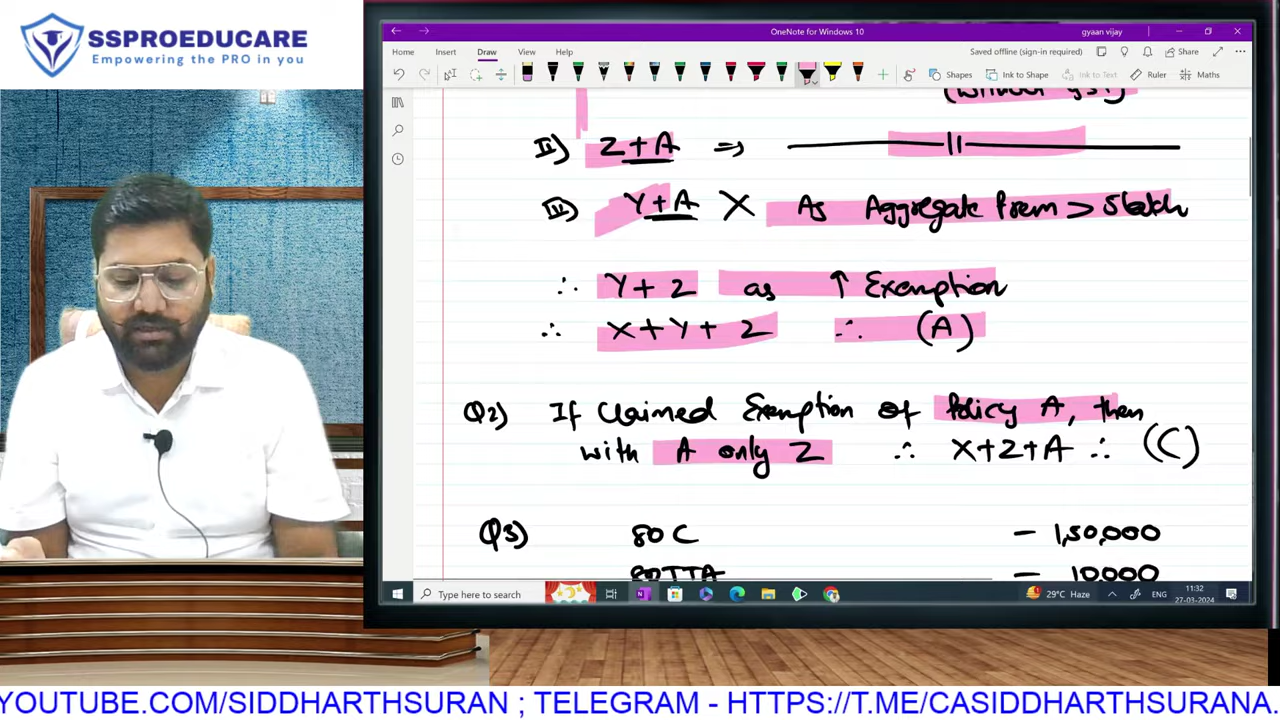 SSPROEDUCARE
Empowering the PRO in you
OneNote for Windows 10
gyaan vijay
Home Insert Draw View Help
Saved offline (sign-in required)
Share
Shapes
Ink to Shape
Ink to Text
Ruler
Maths
(without gst)
II) Z+A ⇒ || 
III) Y+A X As Aggregate Prem > 5lakh
∴ Y+Z as ↑ Exemption
∴ X+Y+Z ∴ (A)
Q2) If Claimed Exemption of Policy A, then
with A only Z ∴ X+Z+A ∴ (C)
Q3) 80C - 1,50,000
80TTA - 10,000
Type here to search
29°C Haze
ENG
11:32
27-03-2024
YOUTUBE.COM/SIDDHARTHSURAN ; TELEGRAM - HTTPS://T.ME/CASIDDHARTHSURANA.